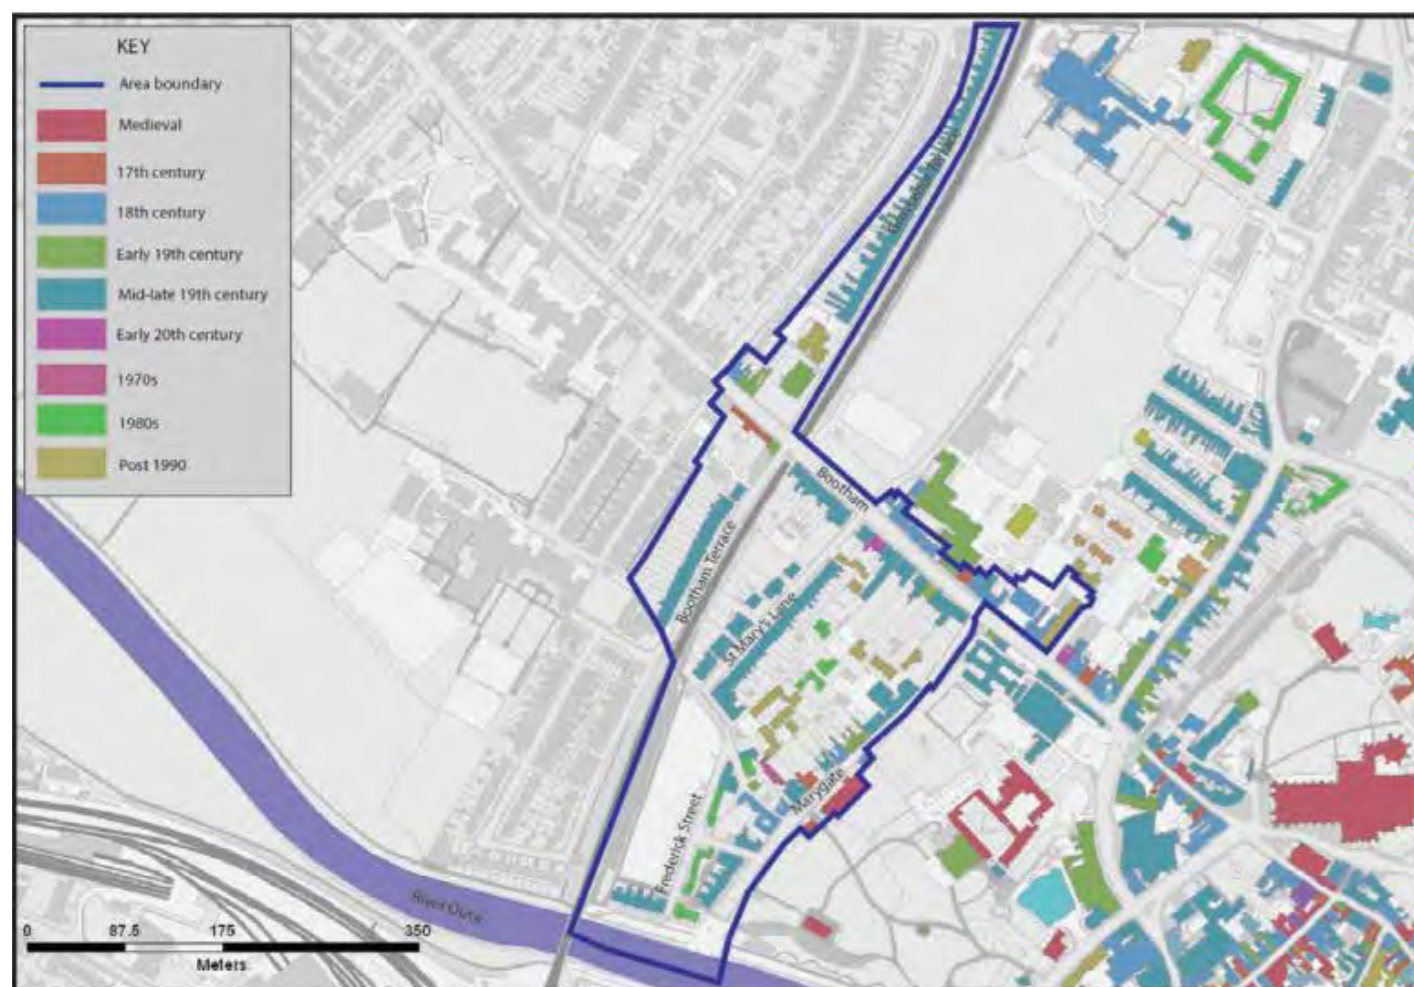 KEY
Area boundary
Medieval
17th century
18th century
Early 19th century
Mid-late 19th century
Early 20th century
1970s
1980s
Post 1990
Terrace
Bootham
Bootham Terrace
St Mary's Lane
Marygate
Frederick Street
River Ouse
0 87.5 175 350
Meters